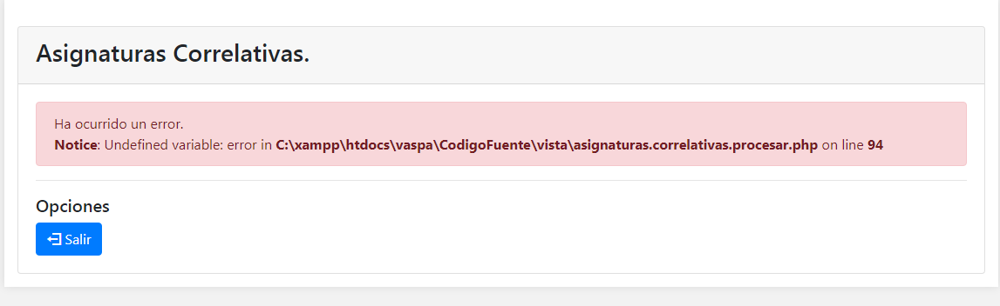 Asignaturas Correlativas.
Ha ocurrido un error.
Notice: Undefined variable: error in C:\xampp\htdocs\vaspa\CodigoFuente\vista\asignaturas.correlativas.procesar.php on line 94
Opciones
Salir